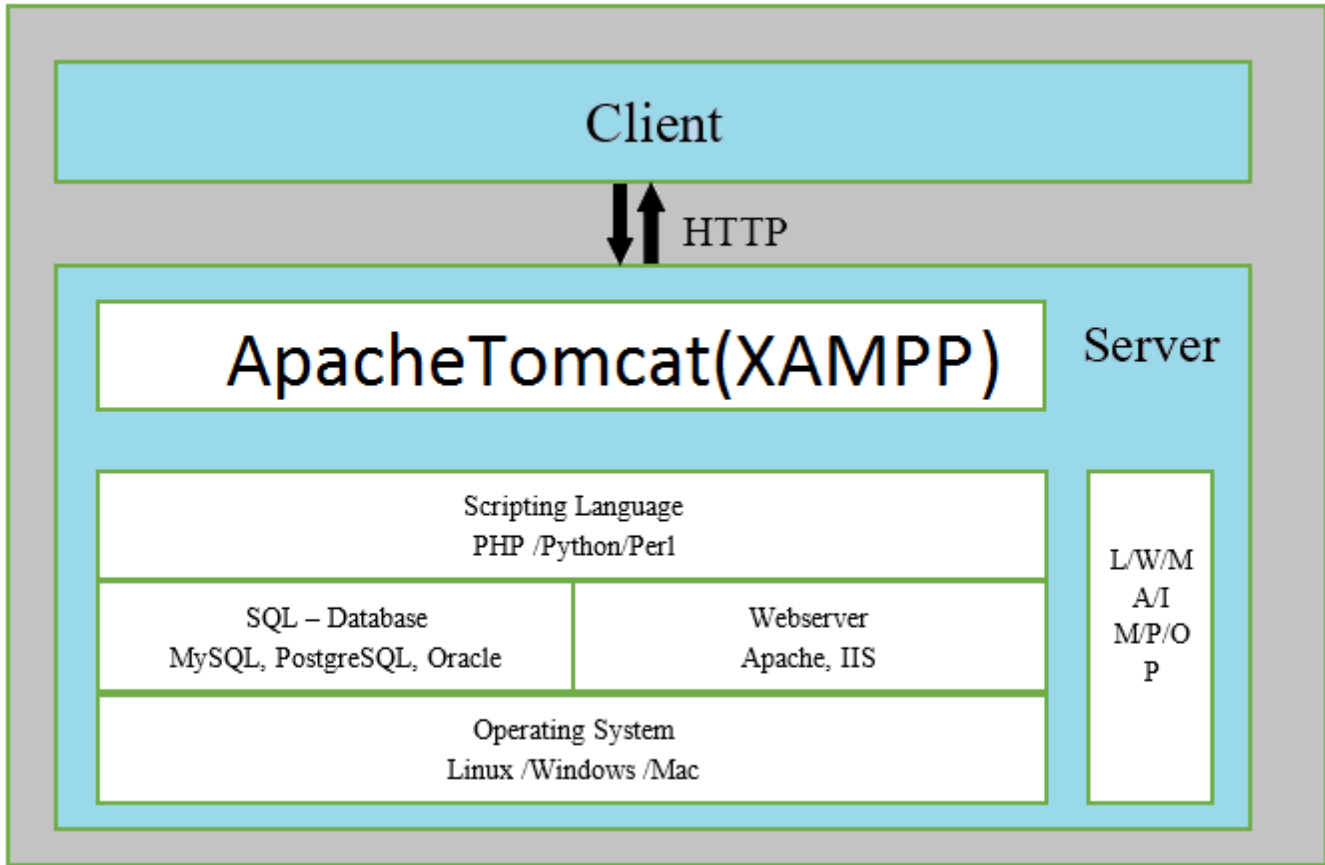 Client
HTTP
ApacheTomcat(XAMPP)
Server
Scripting Language
PHP /Python/Perl
SQL – Database
MySQL, PostgreSQL, Oracle
Webserver
Apache, IIS
Operating System
Linux /Windows /Mac
L/W/M
A/I
M/P/O
P